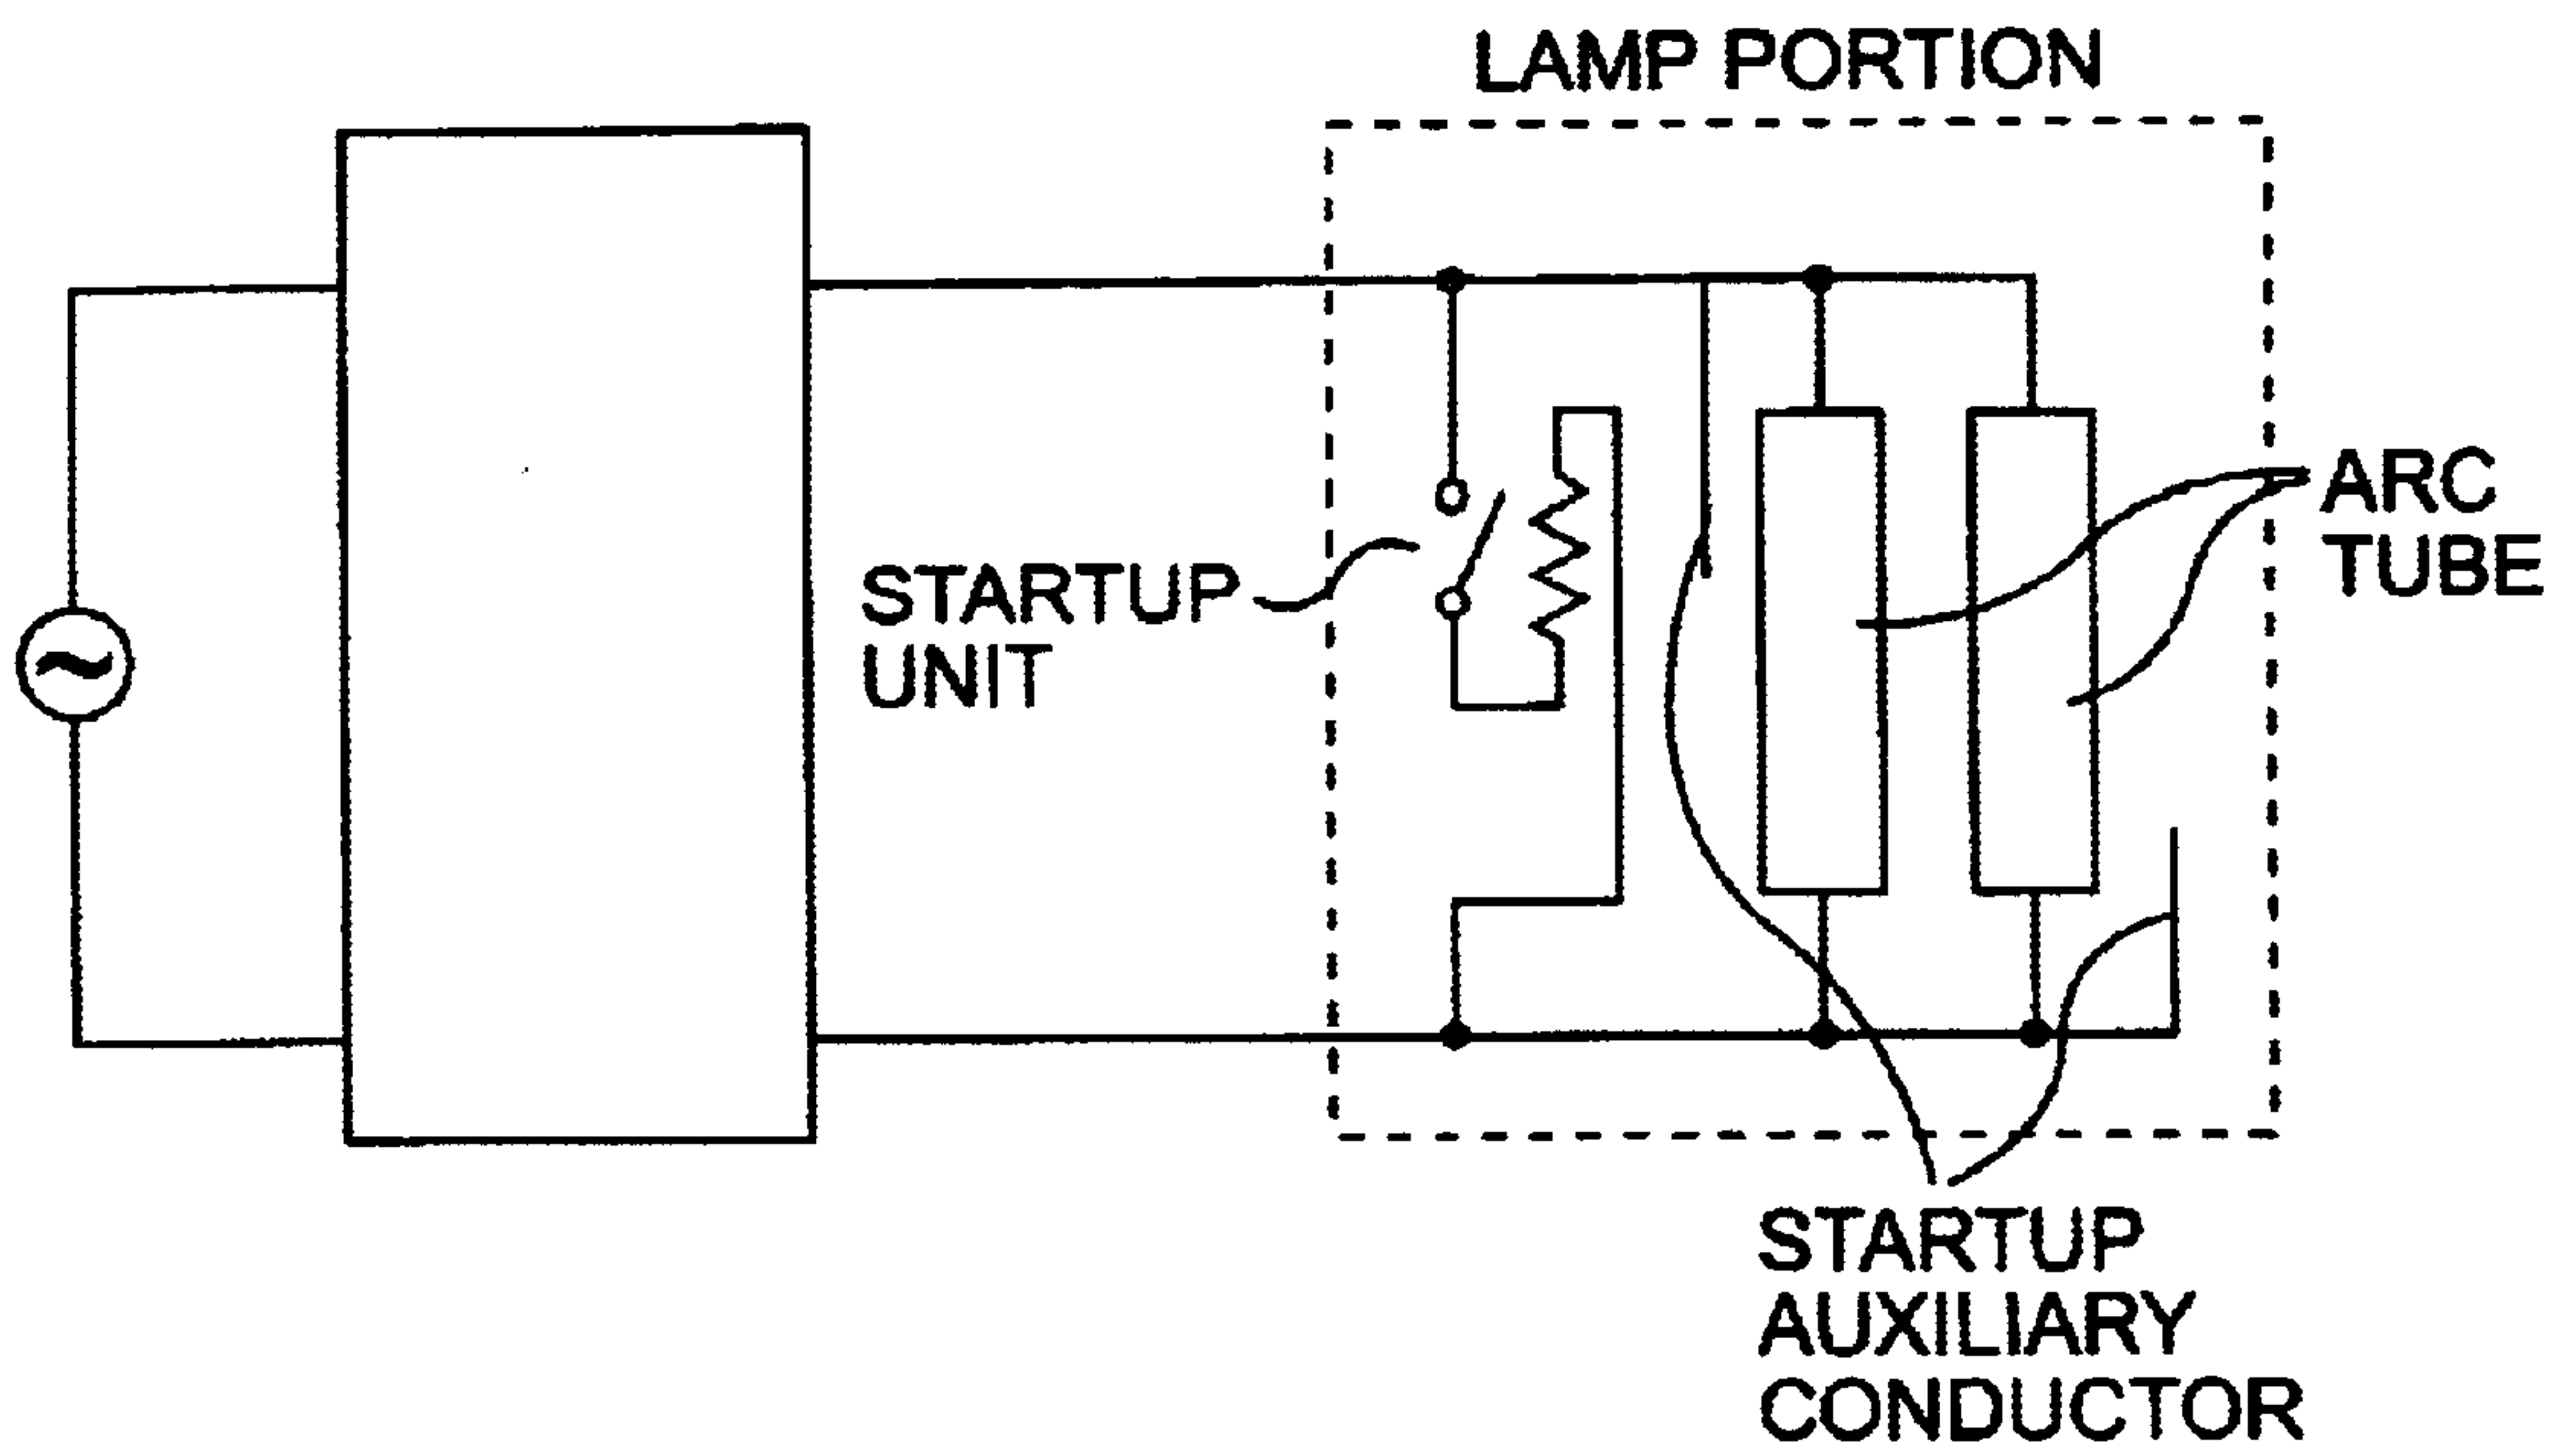 LAMP PORTION
ARC
TUBE
STARTUP
UNIT
STARTUP
AUXILIARY
CONDUCTOR